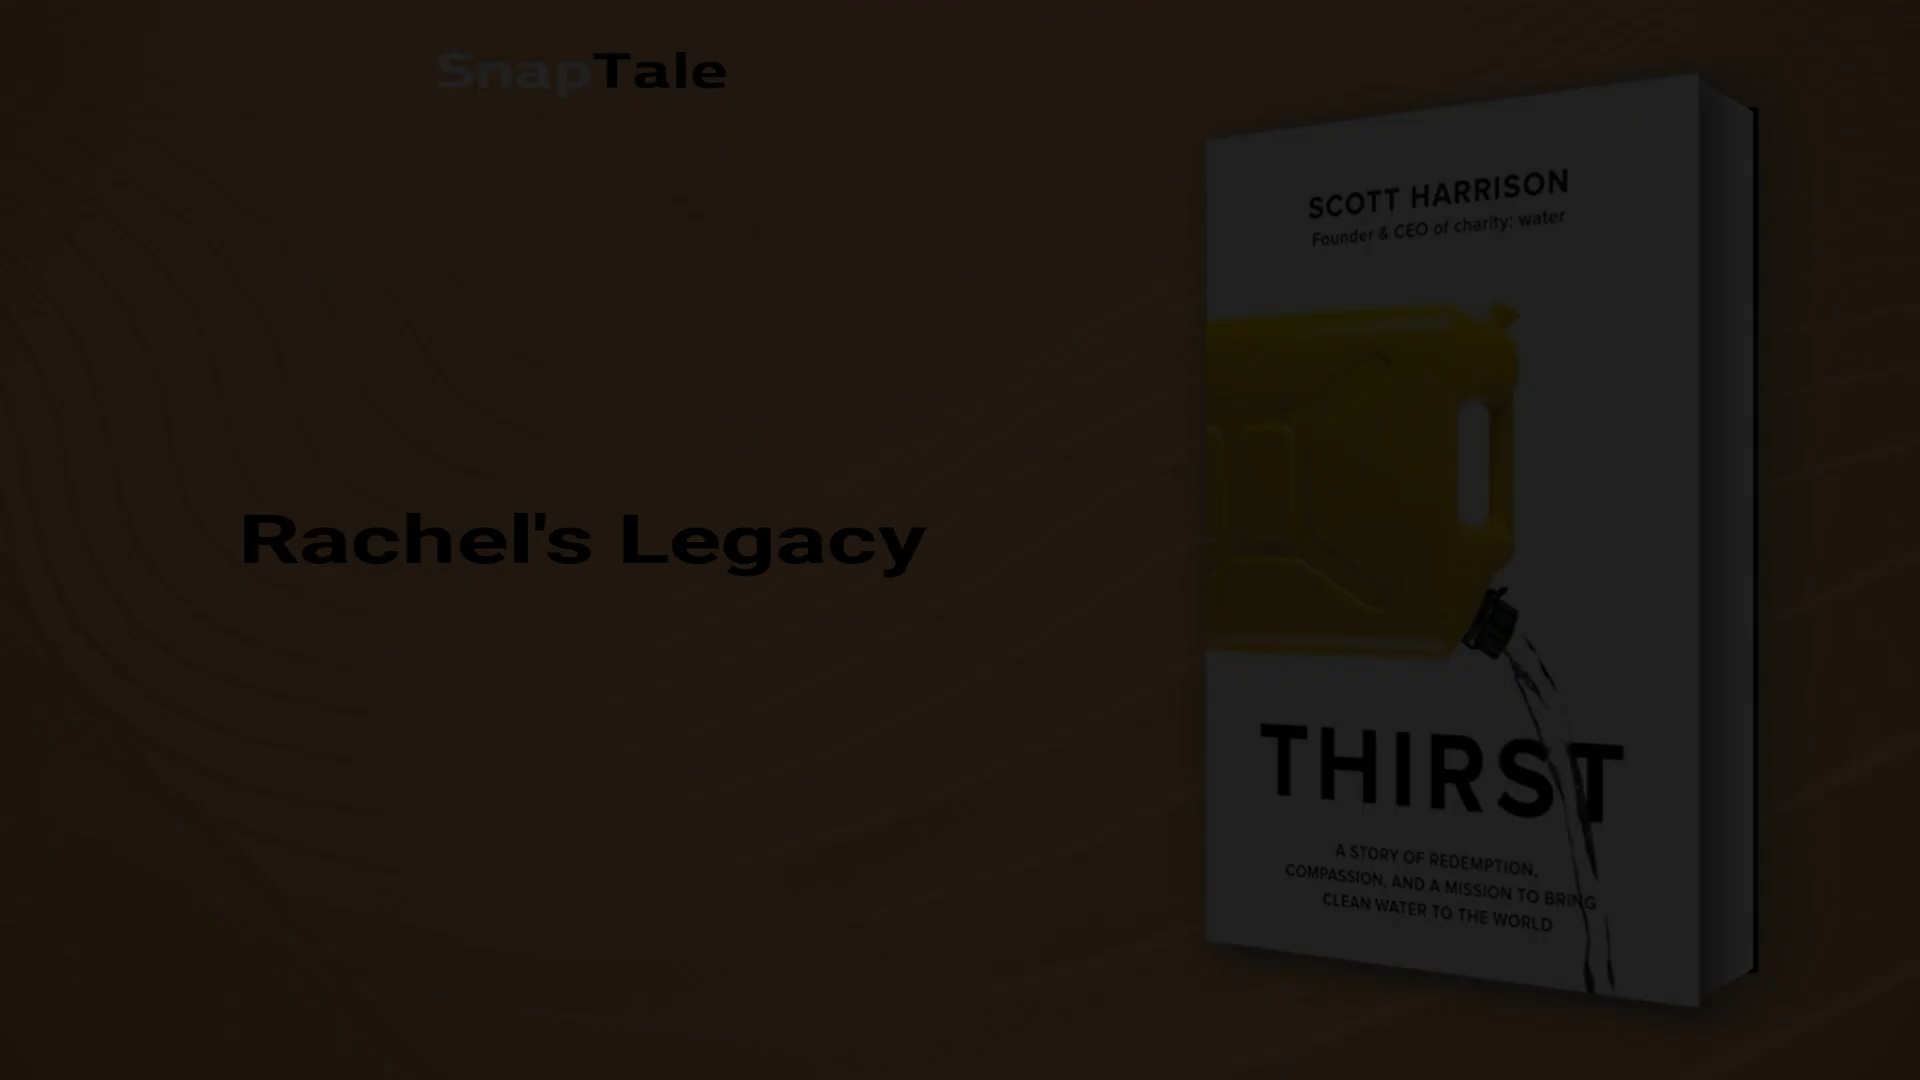 SnapTale
Rachel's Legacy
SCOTT HARRISON
Founder & CEO of charity: water
THIRST
A STORY OF REDEMPTION,
COMPASSION, AND A MISSION TO BRING
CLEAN WATER TO THE WORLD